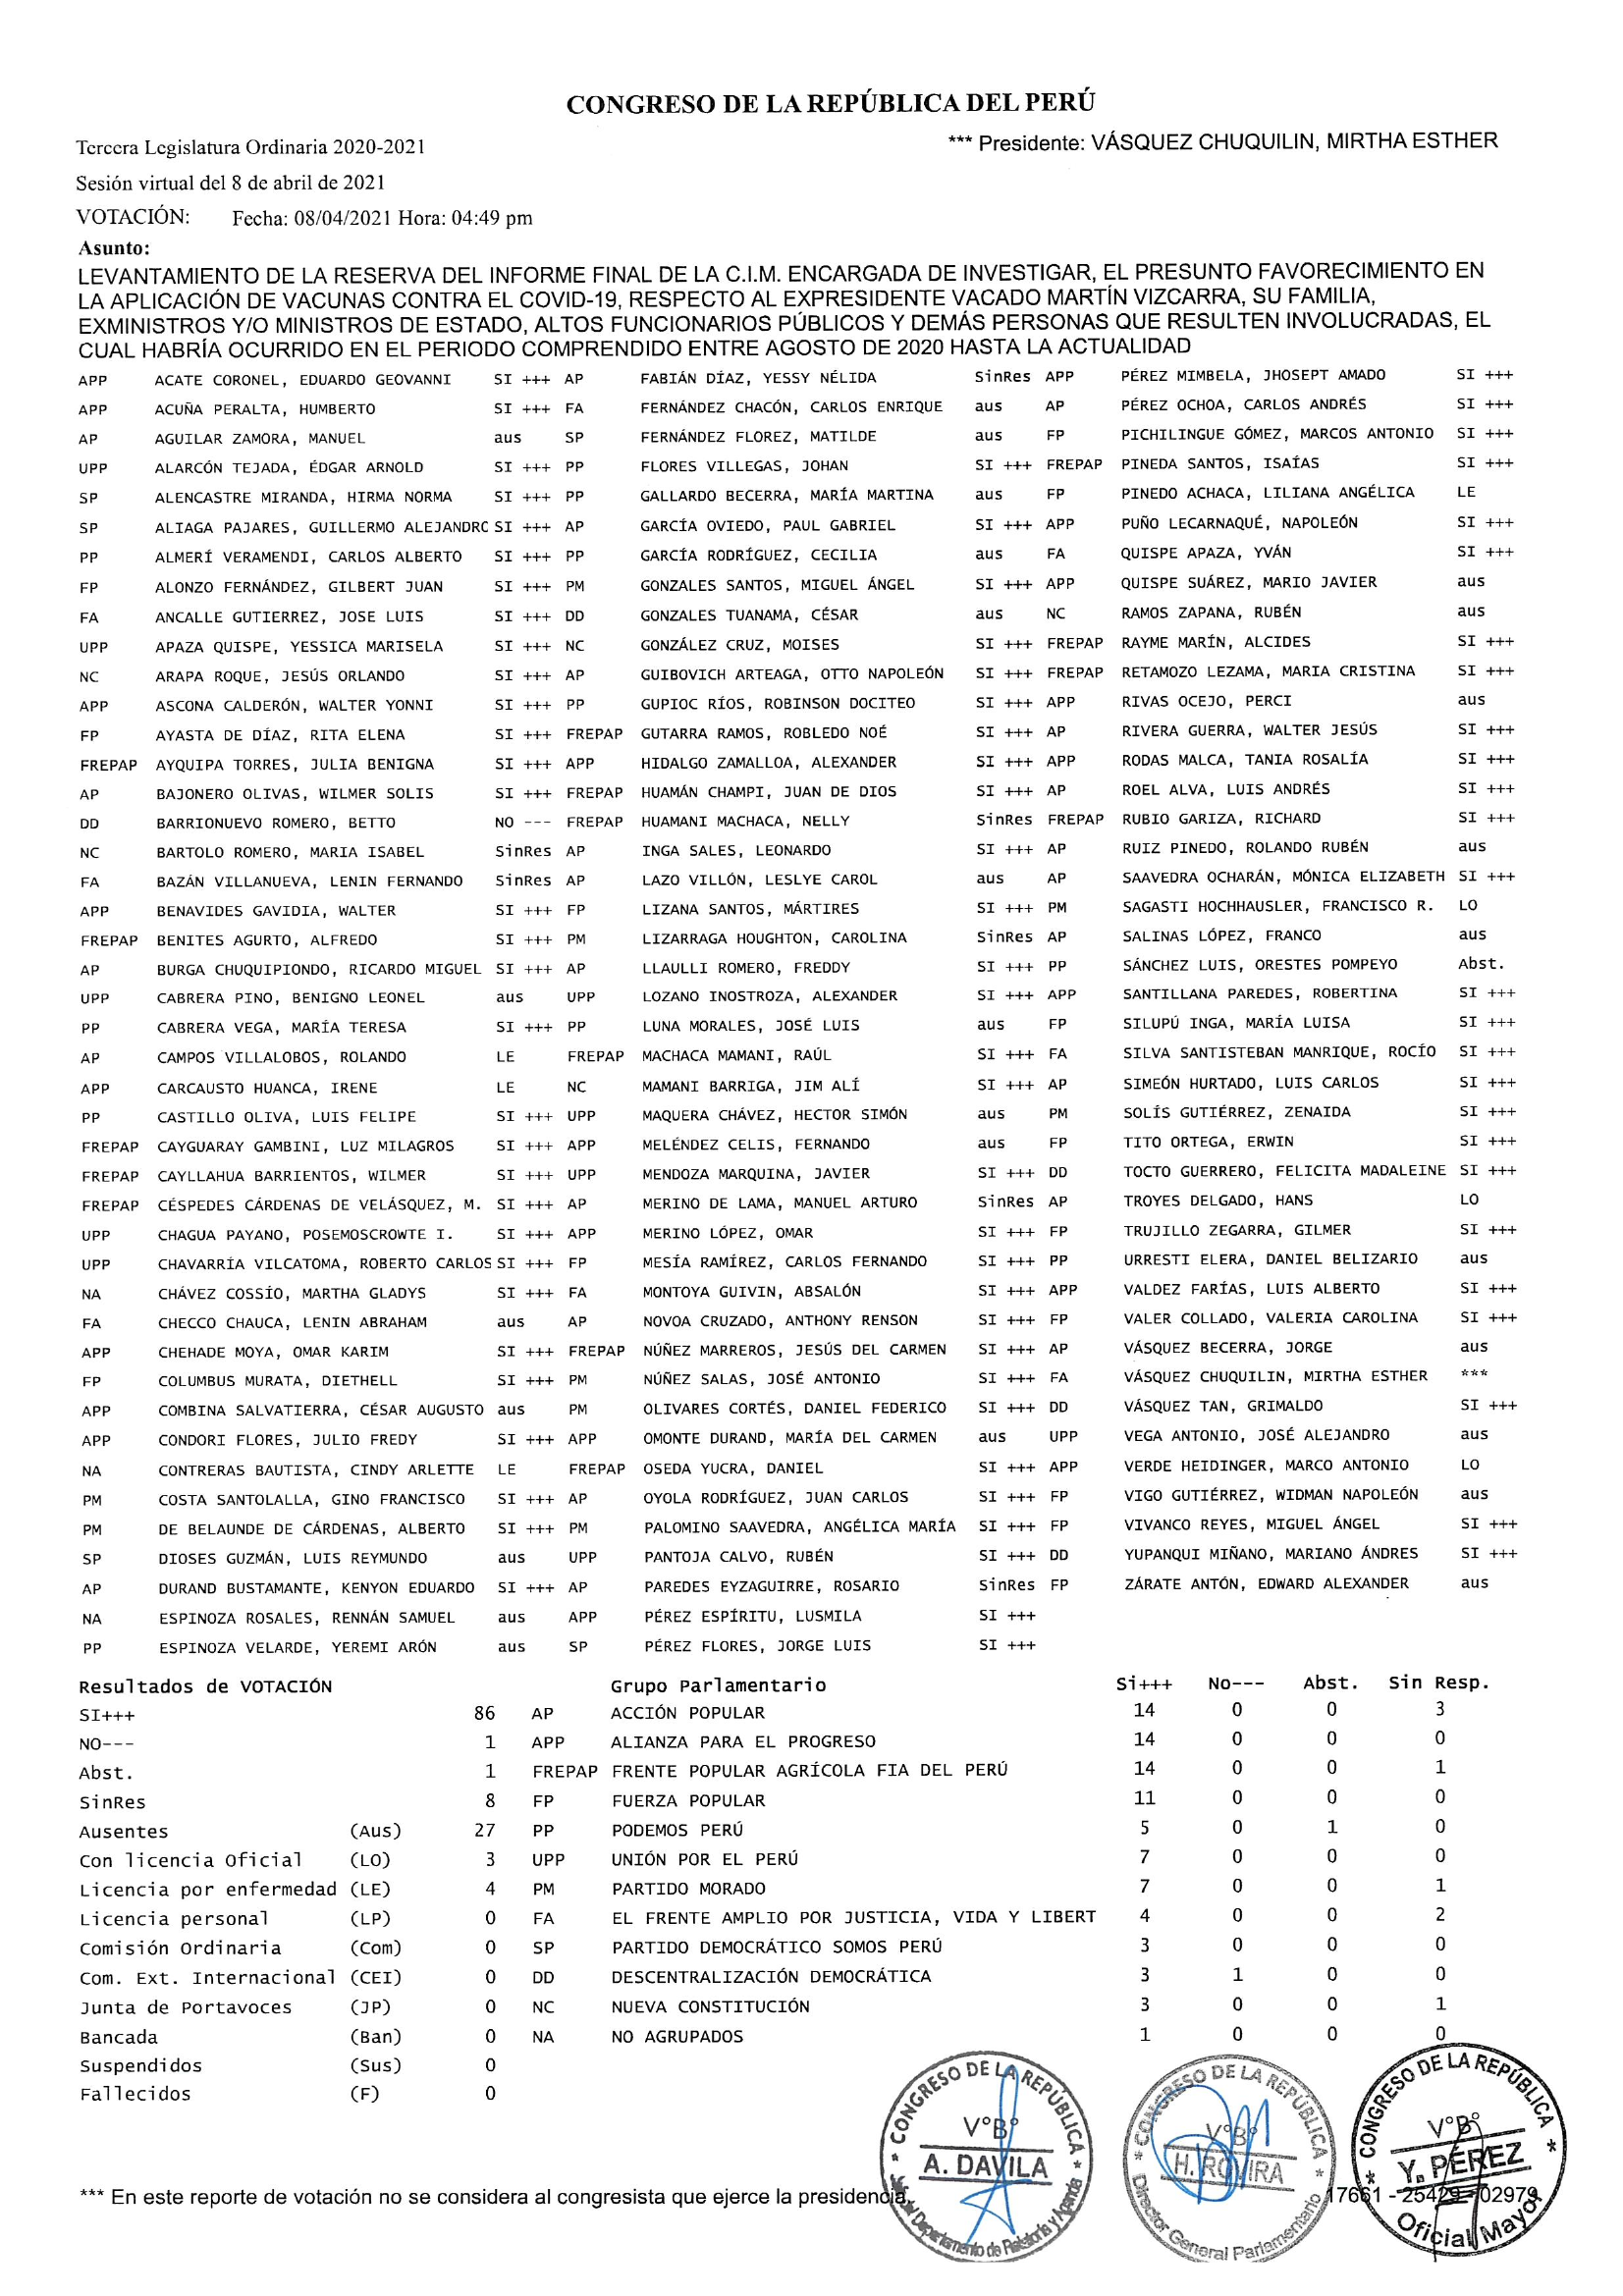 CONGRESO DE LA REPÚBLICA DEL PERÚ
Tercera Legislatura Ordinaria 2020-2021 *** Presidente: VÁSQUEZ CHUQUILIN, MIRTHA ESTHER
Sesión virtual del 8 de abril de 2021
VOTACIÓN: Fecha: 08/04/2021 Hora: 04:49 pm
Asunto:
LEVANTAMIENTO DE LA RESERVA DEL INFORME FINAL DE LA C.I.M. ENCARGADA DE INVESTIGAR, EL PRESUNTO FAVORECIMIENTO EN
LA APLICACIÓN DE VACUNAS CONTRA EL COVID-19, RESPECTO AL EXPRESIDENTE VACADO MARTÍN VIZCARRA, SU FAMILIA,
EXMINISTROS Y/O MINISTROS DE ESTADO, ALTOS FUNCIONARIOS PÚBLICOS Y DEMÁS PERSONAS QUE RESULTEN INVOLUCRADAS, EL
CUAL HABRÍA OCURRIDO EN EL PERIODO COMPRENDIDO ENTRE AGOSTO DE 2020 HASTA LA ACTUALIDAD
APP ACATE CORONEL, EDUARDO GEOVANNI SI +++ AP FABIÁN DÍAZ, YESSY NÉLIDA SinRes APP PÉREZ MIMBELA, JHOSEPT AMADO SI +++
APP ACUÑA PERALTA, HUMBERTO SI +++ FA FERNÁNDEZ CHACÓN, CARLOS ENRIQUE aus AP PÉREZ OCHOA, CARLOS ANDRÉS SI +++
AP AGUILAR ZAMORA, MANUEL aus SP FERNÁNDEZ FLOREZ, MATILDE aus FP PICHILINGUE GÓMEZ, MARCOS ANTONIO SI +++
UPP ALARCÓN TEJADA, ÉDGAR ARNOLD SI +++ PP FLORES VILLEGAS, JOHAN SI +++ FREPAP PINEDA SANTOS, ISAÍAS SI +++
SP ALENCASTRE MIRANDA, HIRMA NORMA SI +++ PP GALLARDO BECERRA, MARÍA MARTINA aus FP PINEDO ACHACA, LILIANA ANGÉLICA LE
SP ALIAGA PAJARES, GUILLERMO ALEJANDRO SI +++ AP GARCÍA OVIEDO, PAUL GABRIEL SI +++ APP PUÑO LECARNAQUÉ, NAPOLEÓN SI +++
PP ALMERÍ VERAMENDI, CARLOS ALBERTO SI +++ PP GARCÍA RODRÍGUEZ, CECILIA aus FA QUISPE APAZA, YVÁN SI +++
FP ALONZO FERNÁNDEZ, GILBERT JUAN SI +++ PM GONZALES SANTOS, MIGUEL ÁNGEL SI +++ APP QUISPE SUÁREZ, MARIO JAVIER aus
FA ANCALLE GUTIERREZ, JOSE LUIS SI +++ DD GONZALES TUANAMA, CÉSAR aus NC RAMOS ZAPANA, RUBÉN aus
UPP APAZA QUISPE, YESSICA MARISELA SI +++ NC GONZÁLEZ CRUZ, MOISES SI +++ FREPAP RAYME MARÍN, ALCIDES SI +++
NC ARAPA ROQUE, JESÚS ORLANDO SI +++ AP GUIBOVICH ARTEAGA, OTTO NAPOLEÓN SI +++ FREPAP RETAMOZO LEZAMA, MARIA CRISTINA SI +++
APP ASCONA CALDERÓN, WALTER YONNI SI +++ PP GUPIOC RÍOS, ROBINSON DOCITEO SI +++ APP RIVAS OCEJO, PERCI aus
FP AYASTA DE DÍAZ, RITA ELENA SI +++ FREPAP GUTARRA RAMOS, ROBLEDO NOÉ SI +++ AP RIVERA GUERRA, WALTER JESÚS SI +++
FREPAP AYQUIPA TORRES, JULIA BENIGNA SI +++ APP HIDALGO ZAMALLOA, ALEXANDER SI +++ APP RODAS MALCA, TANIA ROSALÍA SI +++
AP BAJONERO OLIVAS, WILMER SOLIS SI +++ FREPAP HUAMÁN CHAMPI, JUAN DE DIOS SI +++ AP ROEL ALVA, LUIS ANDRÉS SI +++
DD BARRIONUEVO ROMERO, BETTO NO --- FREPAP HUAMANI MACHACA, NELLY SinRes FREPAP RUBIO GARIZA, RICHARD SI +++
NC BARTOLO ROMERO, MARIA ISABEL SinRes AP INGA SALES, LEONARDO SI +++ AP RUIZ PINEDO, ROLANDO RUBÉN aus
FA BAZÁN VILLANUEVA, LENIN FERNANDO SinRes AP LAZO VILLÓN, LESLYE CAROL aus AP SAAVEDRA OCHARÁN, MÓNICA ELIZABETH SI +++
APP BENAVIDES GAVIDIA, WALTER SI +++ FP LIZANA SANTOS, MÁRTIRES SI +++ PM SAGASTI HOCHHAUSLER, FRANCISCO R. LO
FREPAP BENITES AGURTO, ALFREDO SI +++ PM LIZARRAGA HOUGHTON, CAROLINA SinRes AP SALINAS LÓPEZ, FRANCO aus
AP BURGA CHUQUIPIONDO, RICARDO MIGUEL SI +++ AP LLAULLI ROMERO, FREDDY SI +++ PP SÁNCHEZ LUIS, ORESTES POMPEYO Abst.
UPP CABRERA PINO, BENIGNO LEONEL aus UPP LOZANO INOSTROZA, ALEXANDER SI +++ APP SANTILLANA PAREDES, ROBERTINA SI +++
PP CABRERA VEGA, MARÍA TERESA SI +++ PP LUNA MORALES, JOSÉ LUIS aus FP SILUPÚ INGA, MARÍA LUISA SI +++
AP CAMPOS VILLALOBOS, ROLANDO LE FREPAP MACHACA MAMANI, RAÚL SI +++ FA SILVA SANTISTEBAN MANRIQUE, ROCÍO SI +++
APP CARCAUSTO HUANCA, IRENE LE NC MAMANI BARRIGA, JIM ALÍ SI +++ AP SIMEÓN HURTADO, LUIS CARLOS SI +++
PP CASTILLO OLIVA, LUIS FELIPE SI +++ UPP MAQUERA CHÁVEZ, HECTOR SIMÓN aus PM SOLÍS GUTIÉRREZ, ZENAIDA SI +++
FREPAP CAYGUARAY GAMBINI, LUZ MILAGROS SI +++ APP MELÉNDEZ CELIS, FERNANDO aus FP TITO ORTEGA, ERWIN SI +++
FREPAP CAYLLAHUA BARRIENTOS, WILMER SI +++ UPP MENDOZA MARQUINA, JAVIER SI +++ DD TOCTO GUERRERO, FELICITA MADALEINE SI +++
FREPAP CÉSPEDES CÁRDENAS DE VELÁSQUEZ, M. SI +++ AP MERINO DE LAMA, MANUEL ARTURO SinRes AP TROYES DELGADO, HANS LO
UPP CHAGUA PAYANO, POSEMOSCROWTE I. SI +++ APP MERINO LÓPEZ, OMAR SI +++ FP TRUJILLO ZEGARRA, GILMER SI +++
UPP CHAVARRÍA VILCATOMA, ROBERTO CARLOS SI +++ FP MESÍA RAMÍREZ, CARLOS FERNANDO SI +++ PP URRESTI ELERA, DANIEL BELIZARIO aus
NA CHÁVEZ COSSÍO, MARTHA GLADYS SI +++ FA MONTOYA GUIVIN, ABSALÓN SI +++ APP VALDEZ FARÍAS, LUIS ALBERTO SI +++
FA CHECCO CHAUCA, LENIN ABRAHAM aus AP NOVOA CRUZADO, ANTHONY RENSON SI +++ FP VALER COLLADO, VALERIA CAROLINA SI +++
APP CHEHADE MOYA, OMAR KARIM SI +++ FREPAP NÚÑEZ MARREROS, JESÚS DEL CARMEN SI +++ AP VÁSQUEZ BECERRA, JORGE aus
FP COLUMBUS MURATA, DIETHELL SI +++ PM NÚÑEZ SALAS, JOSÉ ANTONIO SI +++ FA VÁSQUEZ CHUQUILIN, MIRTHA ESTHER ***
APP COMBINA SALVATIERRA, CÉSAR AUGUSTO aus PM OLIVARES CORTÉS, DANIEL FEDERICO SI +++ DD VÁSQUEZ TAN, GRIMALDO SI +++
APP CONDORI FLORES, JULIO FREDY SI +++ APP OMONTE DURAND, MARÍA DEL CARMEN aus UPP VEGA ANTONIO, JOSÉ ALEJANDRO aus
NA CONTRERAS BAUTISTA, CINDY ARLETTE LE FREPAP OSEDA YUCRA, DANIEL SI +++ APP VERDE HEIDINGER, MARCO ANTONIO LO
PM COSTA SANTOLALLA, GINO FRANCISCO SI +++ AP OYOLA RODRÍGUEZ, JUAN CARLOS SI +++ FP VIGO GUTIÉRREZ, WIDMAN NAPOLEÓN aus
PM DE BELAUNDE DE CÁRDENAS, ALBERTO SI +++ PM PALOMINO SAAVEDRA, ANGÉLICA MARÍA SI +++ FP VIVANCO REYES, MIGUEL ÁNGEL SI +++
SP DIOSES GUZMÁN, LUIS REYMUNDO aus UPP PANTOJA CALVO, RUBÉN SI +++ DD YUPANQUI MIÑANO, MARIANO ÁNDRES SI +++
AP DURAND BUSTAMANTE, KENYON EDUARDO SI +++ AP PAREDES EYZAGUIRRE, ROSARIO SinRes FP ZÁRATE ANTÓN, EDWARD ALEXANDER aus
NA ESPINOZA ROSALES, RENNÁN SAMUEL aus APP PÉREZ ESPÍRITU, LUSMILA SI +++
PP ESPINOZA VELARDE, YEREMI ARÓN aus SP PÉREZ FLORES, JORGE LUIS SI +++
Resultados de VOTACIÓN Grupo Parlamentario Si+++ No--- Abst. Sin Resp.
SI+++ 86 AP ACCIÓN POPULAR 14 0 0 3
NO--- 1 APP ALIANZA PARA EL PROGRESO 14 0 0 0
Abst. 1 FREPAP FRENTE POPULAR AGRÍCOLA FIA DEL PERÚ 14 0 0 1
SinRes 8 FP FUERZA POPULAR 11 0 0 0
Ausentes (Aus) 27 PP PODEMOS PERÚ 5 0 1 0
Con licencia Oficial (LO) 3 UPP UNIÓN POR EL PERÚ 7 0 0 0
Licencia por enfermedad (LE) 4 PM PARTIDO MORADO 7 0 0 1
Licencia personal (LP) 0 FA EL FRENTE AMPLIO POR JUSTICIA, VIDA Y LIBERT 4 0 0 2
Comisión Ordinaria (Com) 0 SP PARTIDO DEMOCRÁTICO SOMOS PERÚ 3 0 0 0
Com. Ext. Internacional (CEI) 0 DD DESCENTRALIZACIÓN DEMOCRÁTICA 3 1 0 0
Junta de Portavoces (JP) 0 NC NUEVA CONSTITUCIÓN 3 0 0 1
Bancada (Ban) 0 NA NO AGRUPADOS 1 0 0 0
Suspendidos (Sus) 0
Fallecidos (F) 0
CONGRESO DE LA REPÚBLICA
V°B°
A. DAVILA
Departamento de Relatoría y Agenda
CONGRESO DE LA REPÚBLICA
V°B°
H. ROVIRA
Director General Parlamentario
CONGRESO DE LA REPÚBLICA
V°B°
Y. PÉREZ
Oficial Mayor
*** En este reporte de votación no se considera al congresista que ejerce la presidencia. 17661 - 25429 - 02979